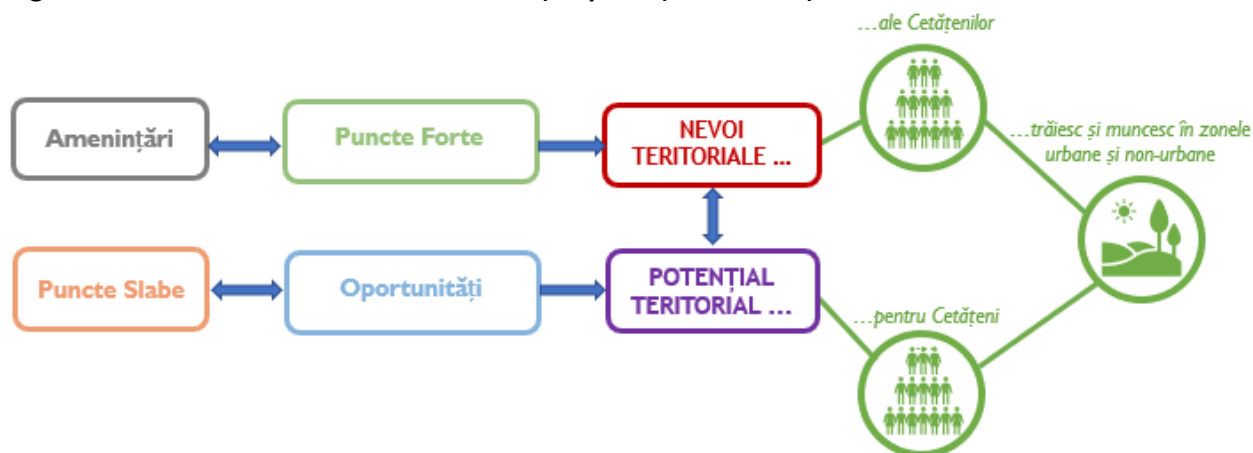 …ale Cetățenilor
Amenințări
Puncte Forte
NEVOI
TERITORIALE ...
…trăiesc și muncesc în zonele
urbane și non-urbane
Puncte Slabe
Oportunități
POTENȚIAL
TERITORIAL ...
…pentru Cetățeni